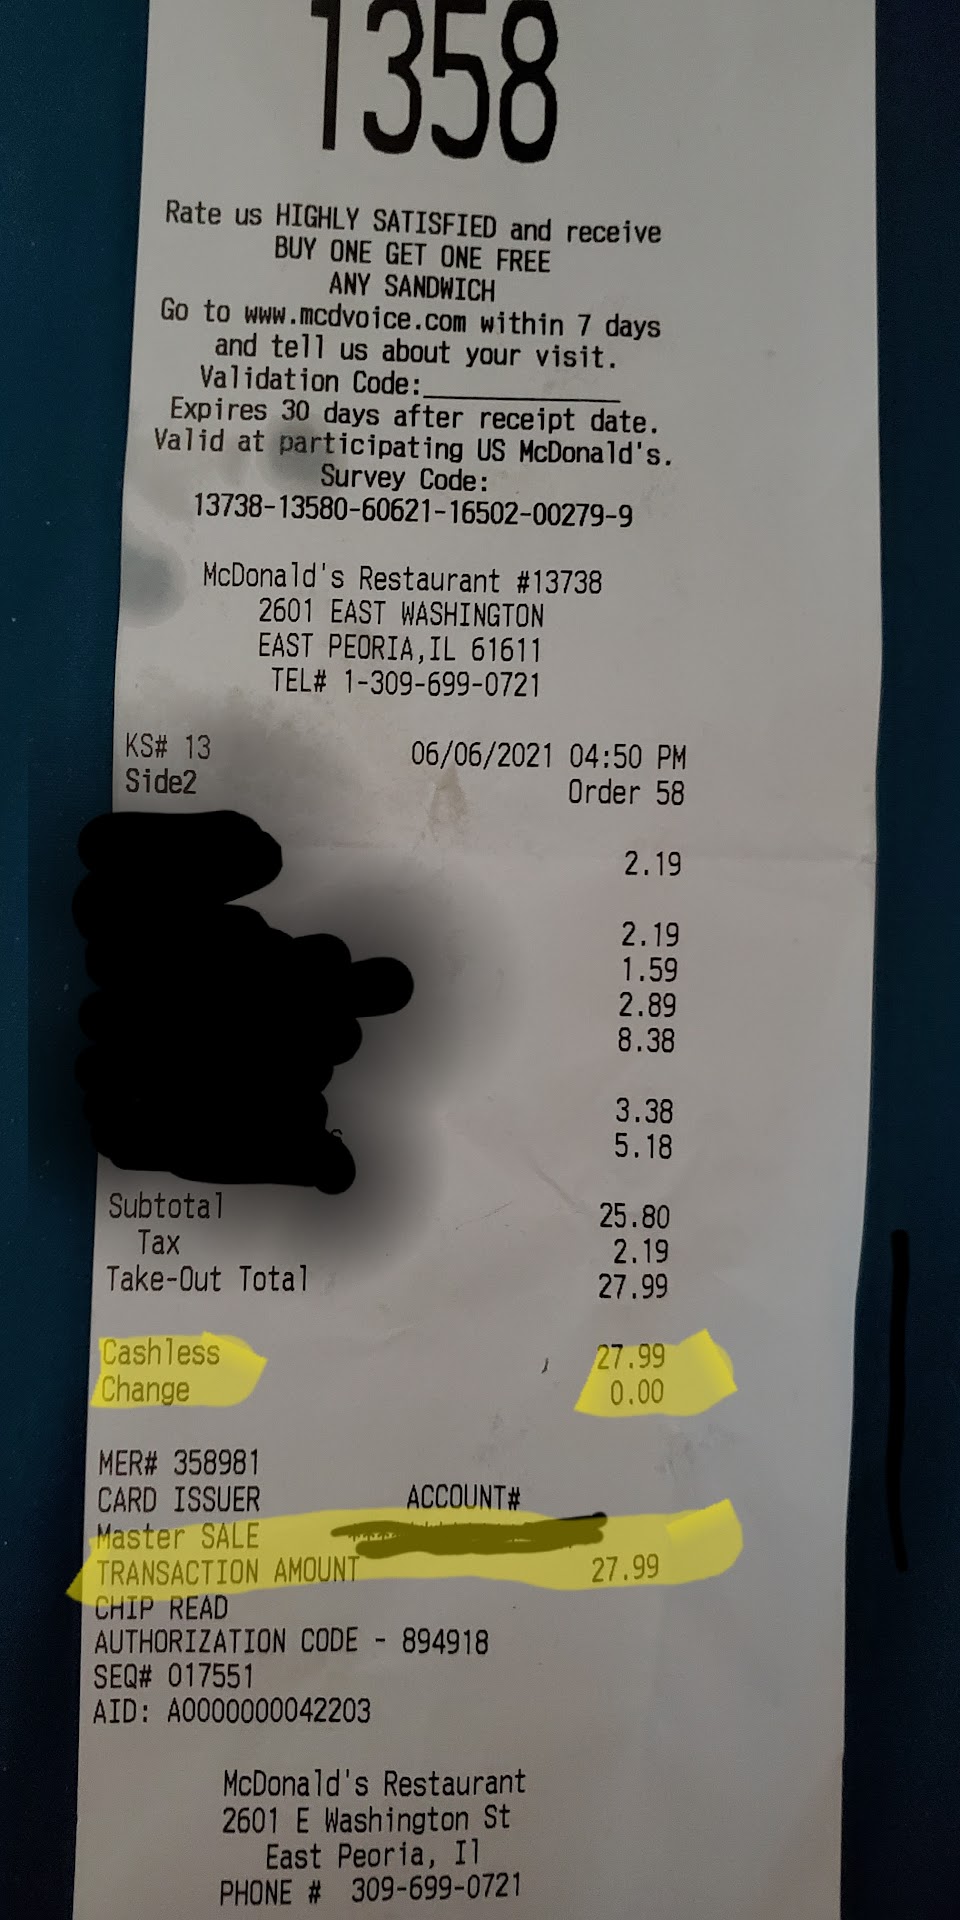 1358
Rate us HIGHLY SATISFIED and receive
BUY ONE GET ONE FREE
ANY SANDWICH
Go to www.mcdvoice.com within 7 days
and tell us about your visit.
Validation Code:______________
Expires 30 days after receipt date.
Valid at participating US McDonald's.
Survey Code:
13738-13580-60621-16502-00279-9
McDonald's Restaurant #13738
2601 EAST WASHINGTON
EAST PEORIA,IL 61611
TEL# 1-309-699-0721
KS# 13 06/06/2021 04:50 PM
Side2 Order 58
2.19
2.19
1.59
2.89
8.38
3.38
5.18
Subtotal 25.80
Tax 2.19
Take-Out Total 27.99
Cashless 27.99
Change 0.00
MER# 358981
CARD ISSUER ACCOUNT#
Master SALE
TRANSACTION AMOUNT 27.99
CHIP READ
AUTHORIZATION CODE - 894918
SEQ# 017551
AID: A0000000042203
McDonald's Restaurant
2601 E Washington St
East Peoria, Il
PHONE # 309-699-0721